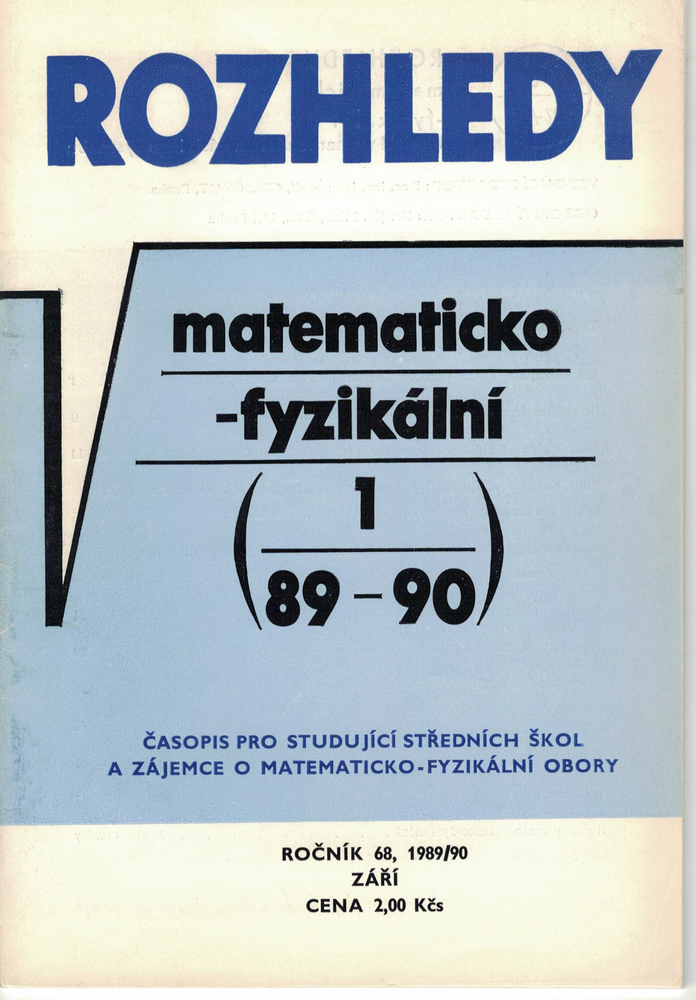 ROZHLEDY
matematicko
-fyzikální
(1
89-90)
ČASOPIS PRO STUDUJÍCÍ STŘEDNÍCH ŠKOL
A ZÁJEMCE O MATEMATICKO-FYZIKÁLNÍ OBORY
ROČNÍK 68, 1989/90
ZÁŘÍ
CENA 2,00 Kčs